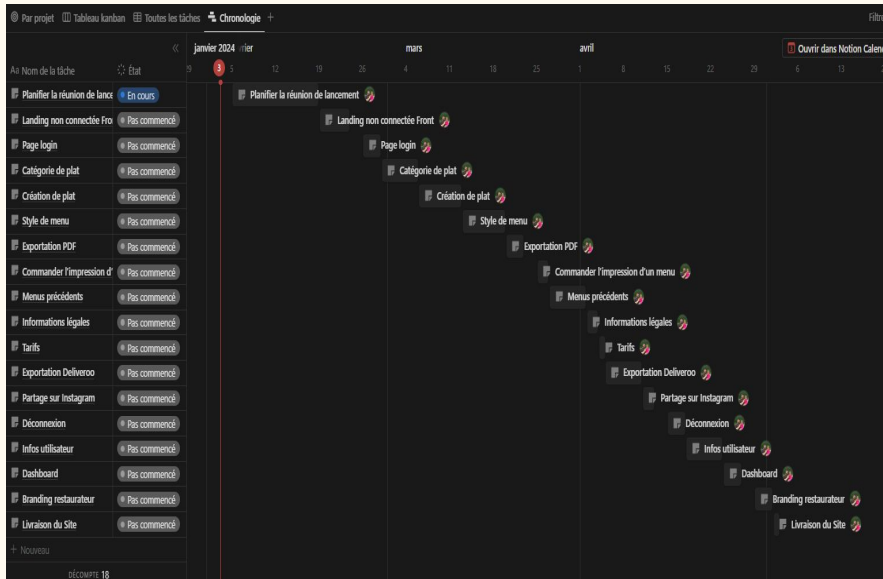 Par projet Tableau kanban Toutes les tâches Chronologie +
Filtre
janvier 2024 vrier mars avril Ouvrir dans Notion Calen
Aa Nom de la tâche État
29 3 5 12 19 26 4 11 18 25 1 8 15 22 29 6 13
Planifier la réunion de lance En cours Planifier la réunion de lancement
Landing non connectée Fro Pas commencé Landing non connectée Front
Page login Pas commencé Page login
Catégorie de plat Pas commencé Catégorie de plat
Création de plat Pas commencé Création de plat
Style de menu Pas commencé Style de menu
Exportation PDF Pas commencé Exportation PDF
Commander l'impression d' Pas commencé Commander l'impression d'un menu
Menus précédents Pas commencé Menus précédents
Informations légales Pas commencé Informations légales
Tarifs Pas commencé Tarifs
Exportation Deliveroo Pas commencé Exportation Deliveroo
Partage sur Instagram Pas commencé Partage sur Instagram
Déconnexion Pas commencé Déconnexion
Infos utilisateur Pas commencé Infos utilisateur
Dashboard Pas commencé Dashboard
Branding restaurateur Pas commencé Branding restaurateur
Livraison du Site Pas commencé Livraison du Site
+ Nouveau
DÉCOMPTE 18